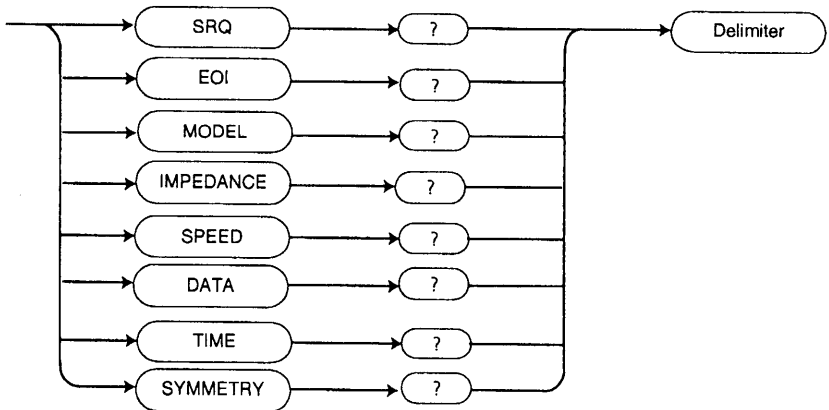 SRQ ? Delimiter
EOI ?
MODEL ?
IMPEDANCE ?
SPEED ?
DATA ?
TIME ?
SYMMETRY ?